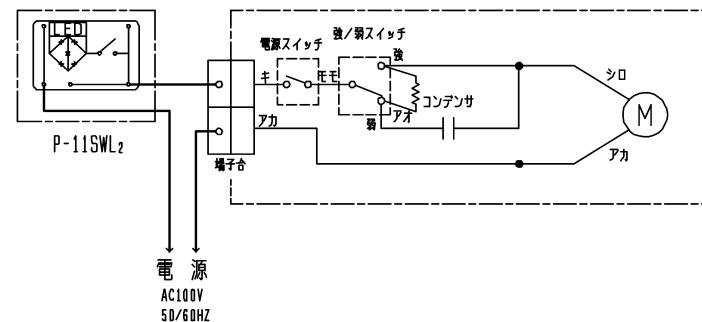 LED
P-11SWL₂
電源スイッチ
強/弱スイッチ
強
キ
モモ
コンデンサ
アオ
弱
アカ
端子台
シロ
M
アカ
電 源
AC100V
50/60HZ